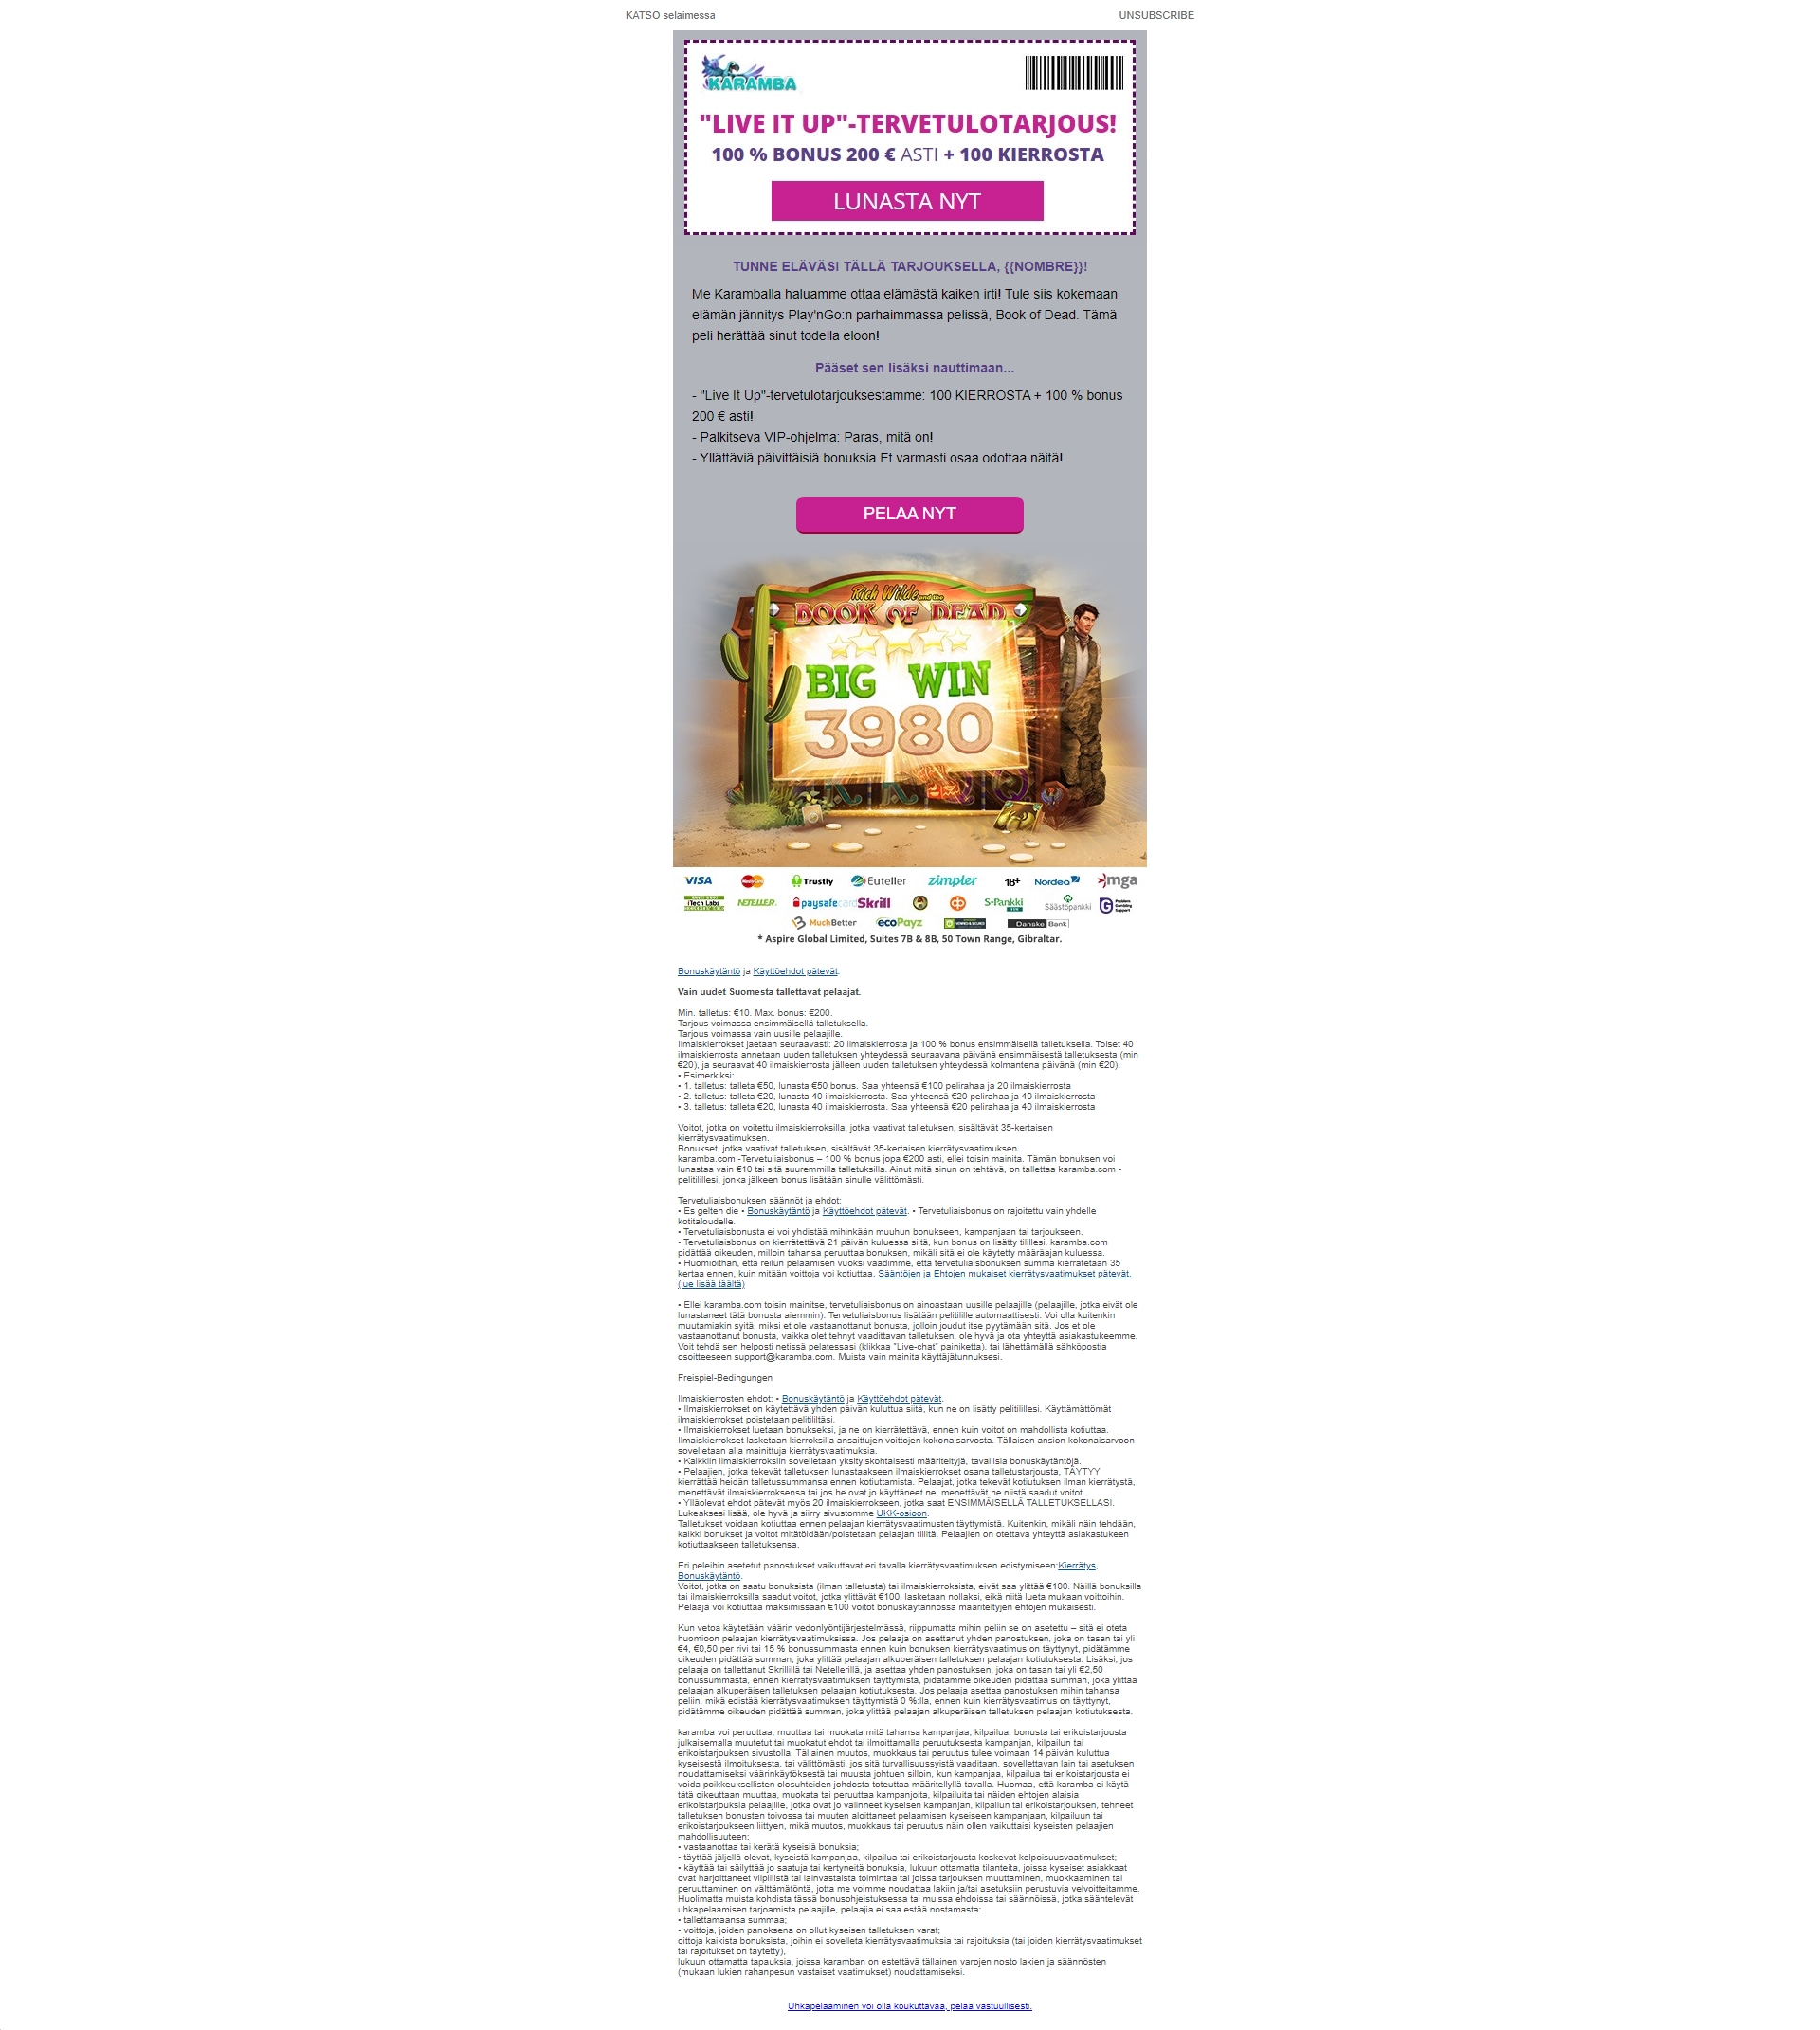 KATSO selaimessa
UNSUBSCRIBE
KARAMBA
"LIVE IT UP"-TERVETULOTARJOUS!
100 % BONUS 200 € ASTI + 100 KIERROSTA
LUNASTA NYT
TUNNE ELÄVÄSI TÄLLÄ TARJOUKSELLA, {{NOMBRE}}!
Me Karamballa haluamme ottaa elämästä kaiken irti! Tule siis kokemaan
elämän jännitys Play'nGo:n parhaimmassa pelissä, Book of Dead. Tämä
peli herättää sinut todella eloon!
Pääset sen lisäksi nauttimaan...
- "Live It Up"-tervetulotarjouksestamme: 100 KIERROSTA + 100 % bonus
200 € asti!
- Palkitseva VIP-ohjelma: Paras, mitä on!
- Yllättäviä päivittäisiä bonuksia Et varmasti osaa odottaa näitä!
PELAA NYT
Rich Wilde and the
BOOK OF DEAD
BIG WIN
3980
VISA MasterCard Trustly Euteller zimpler 18+ Nordea mga
iTech Labs NETELLER paysafecard Skrill S-Pankki Säästöpankki Problem Gambling Support
MuchBetter ecoPayz Danske Bank
* Aspire Global Limited, Suites 7B & 8B, 50 Town Range, Gibraltar.
Bonuskäytäntö ja Käyttöehdot pätevät.
Vain uudet Suomesta tallettavat pelaajat.
Min. talletus: €10. Max. bonus: €200.
Tarjous voimassa ensimmäisellä talletuksella.
Tarjous voimassa vain uusille pelaajille.
Ilmaiskierrokset jaetaan seuraavasti: 20 ilmaiskierrosta ja 100 % bonus ensimmäisellä talletuksella. Toiset 40
ilmaiskierrosta annetaan uuden talletuksen yhteydessä seuraavana päivänä ensimmäisestä talletuksesta (min
€20), ja seuraavat 40 ilmaiskierrosta jälleen uuden talletuksen yhteydessä kolmantena päivänä (min €20).
• Esimerkiksi:
• 1. talletus: talleta €50, lunasta €50 bonus. Saa yhteensä €100 pelirahaa ja 20 ilmaiskierrosta
• 2. talletus: talleta €20, lunasta 40 ilmaiskierrosta. Saa yhteensä €20 pelirahaa ja 40 ilmaiskierrosta
• 3. talletus: talleta €20, lunasta 40 ilmaiskierrosta. Saa yhteensä €20 pelirahaa ja 40 ilmaiskierrosta
Voitot, jotka on voitettu ilmaiskierroksilla, jotka vaativat talletuksen, sisältävät 35-kertaisen
kierrätysvaatimuksen.
Bonukset, jotka vaativat talletuksen, sisältävät 35-kertaisen kierrätysvaatimuksen.
karamba.com -Tervetuliaisbonus – 100 % bonus jopa €200 asti, ellei toisin mainita. Tämän bonuksen voi
lunastaa vain €10 tai sitä suuremmilla talletuksilla. Ainut mitä sinun on tehtävä, on tallettaa karamba.com -
pelitilillesi, jonka jälkeen bonus lisätään sinulle välittömästi.
Tervetuliaisbonuksen säännöt ja ehdot:
• Es gelten die • Bonuskäytäntö ja Käyttöehdot pätevät. • Tervetuliaisbonus on rajoitettu vain yhdelle
kotitaloudelle.
• Tervetuliaisbonusta ei voi yhdistää mihinkään muuhun bonukseen, kampanjaan tai tarjoukseen.
• Tervetuliaisbonus on kierrätettävä 21 päivän kuluessa siitä, kun bonus on lisätty tilillesi. karamba.com
pidättää oikeuden, milloin tahansa peruuttaa bonuksen, mikäli sitä ei ole käytetty määräajan kuluessa.
• Huomioithan, että reilun pelaamisen vuoksi vaadimme, että tervetuliaisbonuksen summa kierrätetään 35
kertaa ennen, kuin mitään voittoja voi kotiuttaa. Sääntöjen ja Ehtojen mukaiset kierrätysvaatimukset pätevät.
(lue lisää täältä)
• Ellei karamba.com toisin mainitse, tervetuliaisbonus on ainoastaan uusille pelaajille (pelaajille, jotka eivät ole
lunastaneet tätä bonusta aiemmin). Tervetuliaisbonus lisätään pelitilille automaattisesti. Voi olla kuitenkin
muutamiakin syitä, miksi et ole vastaanottanut bonusta, jolloin joudut itse pyytämään sitä. Jos et ole
vastaanottanut bonusta, vaikka olet tehnyt vaadittavan talletuksen, ole hyvä ja ota yhteyttä asiakastukeemme.
Voit tehdä sen helposti netissä pelatessasi (klikkaa "Live-chat" painiketta), tai lähettämällä sähköpostia
osoitteeseen support@karamba.com. Muista vain mainita käyttäjätunnuksesi.
Freispiel-Bedingungen
Ilmaiskierrosten ehdot: • Bonuskäytäntö ja Käyttöehdot pätevät.
• Ilmaiskierrokset on käytettävä yhden päivän kuluttua siitä, kun ne on lisätty pelitilillesi. Käyttämättömät
ilmaiskierrokset poistetaan pelitililtäsi.
• Ilmaiskierrokset luetaan bonukseksi, ja ne on kierrätettävä, ennen kuin voitot on mahdollista kotiuttaa.
Ilmaiskierrokset lasketaan kierroksilla ansaittujen voittojen kokonaisarvosta. Tällaisen ansion kokonaisarvoon
sovelletaan alla mainittuja kierrätysvaatimuksia.
• Kaikkiin ilmaiskierroksiin sovelletaan yksityiskohtaisesti määriteltyjä, tavallisia bonuskäytäntöjä.
• Pelaajien, jotka tekevät talletuksen lunastaakseen ilmaiskierrokset osana talletustarjousta, TÄYTYY
kierrättää heidän talletussummansa ennen kotiuttamista. Pelaajat, jotka tekevät kotiutuksen ilman kierrätystä,
menettävät ilmaiskierroksensa tai jos he ovat jo käyttäneet ne, menettävät he niistä saadut voitot.
• Ylläolevat ehdot pätevät myös 20 ilmaiskierrokseen, jotka saat ENSIMMÄISELLÄ TALLETUKSELLASI.
Lukeaksesi lisää, ole hyvä ja siirry sivustomme UKK-osioon.
Talletukset voidaan kotiuttaa ennen pelaajan kierrätysvaatimusten täyttymistä. Kuitenkin, mikäli näin tehdään,
kaikki bonukset ja voitot mitätöidään/poistetaan pelaajan tililtä. Pelaajien on otettava yhteyttä asiakastukeen
kotiuttaakseen talletuksensa.
Eri peleihin asetetut panostukset vaikuttavat eri tavalla kierrätysvaatimuksen edistymiseen:Kierrätys,
Bonuskäytäntö.
Voitot, jotka on saatu bonuksista (ilman talletusta) tai ilmaiskierroksista, eivät saa ylittää €100. Näillä bonuksilla
tai ilmaiskierroksilla saadut voitot, jotka ylittävät €100, lasketaan nollaksi, eikä niitä lueta mukaan voittoihin.
Pelaaja voi kotiuttaa maksimissaan €100 voitot bonuskäytännössä määriteltyjen ehtojen mukaisesti.
Kun vetoa käytetään väärin vedonlyöntijärjestelmässä, riippumatta mihin peliin se on asetettu – sitä ei oteta
huomioon pelaajan kierrätysvaatimuksissa. Jos pelaaja on asettanut yhden panostuksen, joka on tasan tai yli
€4, €0,50 per rivi tai 15 % bonussummasta ennen kuin bonuksen kierrätysvaatimus on täyttynyt, pidätämme
oikeuden pidättää summan, joka ylittää pelaajan alkuperäisen talletuksen pelaajan kotiutuksesta. Lisäksi, jos
pelaaja on tallettanut Skrillillä tai Netellerillä, ja asettaa yhden panostuksen, joka on tasan tai yli €2,50
bonussummasta, ennen kierrätysvaatimuksen täyttymistä, pidätämme oikeuden pidättää summan, joka ylittää
pelaajan alkuperäisen talletuksen pelaajan kotiutuksesta. Jos pelaaja asettaa panostuksen mihin tahansa
peliin, mikä edistää kierrätysvaatimuksen täyttymistä 0 %:lla, ennen kuin kierrätysvaatimus on täyttynyt,
pidätämme oikeuden pidättää summan, joka ylittää pelaajan alkuperäisen talletuksen pelaajan kotiutuksesta.
karamba voi peruuttaa, muuttaa tai muokata mitä tahansa kampanjaa, kilpailua, bonusta tai erikoistarjousta
julkaisemalla muutetut tai muokatut ehdot tai ilmoittamalla peruutuksesta kampanjan, kilpailun tai
erikoistarjouksen sivustolla. Tällainen muutos, muokkaus tai peruutus tulee voimaan 14 päivän kuluttua
kyseisestä ilmoituksesta, tai välittömästi, jos sitä turvallisuussyistä vaaditaan, sovellettavan lain tai asetuksen
noudattamiseksi väärinkäytöksestä tai muusta johtuen silloin, kun kampanjaa, kilpailua tai erikoistarjousta ei
voida poikkeuksellisten olosuhteiden johdosta toteuttaa määritellyllä tavalla. Huomaa, että karamba ei käytä
tätä oikeuttaan muuttaa, muokata tai peruuttaa kampanjoita, kilpailuita tai näiden ehtojen alaisia
erikoistarjouksia pelaajille, jotka ovat jo valinneet kyseisen kampanjan, kilpailun tai erikoistarjouksen, tehneet
talletuksen bonusten toivossa tai muuten aloittaneet pelaamisen kyseiseen kampanjaan, kilpailuun tai
erikoistarjoukseen liittyen, mikä muutos, muokkaus tai peruutus näin ollen vaikuttaisi kyseisten pelaajien
mahdollisuuteen:
• vastaanottaa tai kerätä kyseisiä bonuksia;
• täyttää jäljellä olevat, kyseistä kampanjaa, kilpailua tai erikoistarjousta koskevat kelpoisuusvaatimukset;
• käyttää tai säilyttää jo saatuja tai kertyneitä bonuksia, lukuun ottamatta tilanteita, joissa kyseiset asiakkaat
ovat harjoittaneet vilpillistä tai lainvastaista toimintaa tai joissa tarjouksen muuttaminen, muokkaaminen tai
peruuttaminen on välttämätöntä, jotta me voimme noudattaa lakiin ja/tai asetuksiin perustuvia velvoitteitamme.
Huolimatta muista kohdista tässä bonusohjeistuksessa tai muissa ehdoissa tai säännöissä, jotka sääntelevät
uhkapelaamisen tarjoamista pelaajille, pelaajia ei saa estää nostamasta:
• tallettamaansa summaa;
• voittoja, joiden panoksena on ollut kyseisen talletuksen varat;
oittoja kaikista bonuksista, joihin ei sovelleta kierrätysvaatimuksia tai rajoituksia (tai joiden kierrätysvaatimukset
tai rajoitukset on täytetty),
lukuun ottamatta tapauksia, joissa karamban on estettävä tällainen varojen nosto lakien ja säännösten
(mukaan lukien rahanpesun vastaiset vaatimukset) noudattamiseksi.
Uhkapelaaminen voi olla koukuttavaa, pelaa vastuullisesti.